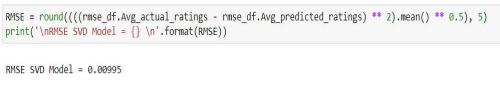 RMSE = round((((rmse_df.Avg_actual_ratings - rmse_df.Avg_predicted_ratings) ** 2).mean() ** 0.5), 5)
print('\nRMSE SVD Model = {} \n'.format(RMSE))
RMSE SVD Model = 0.00995